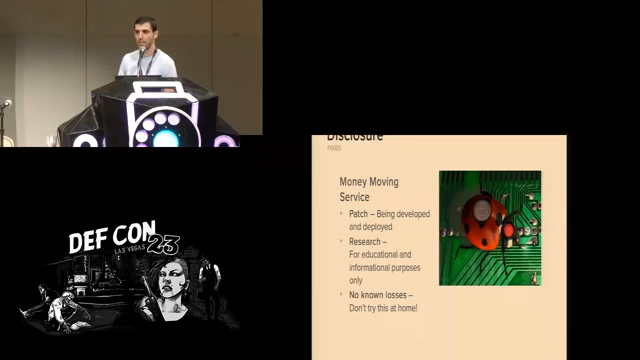 Disclosure
FIXES
Money Moving
Service
• Patch – Being developed
and deployed
• Research –
For educational and
informational purposes
only
• No known losses –
Don't try this at home!
DEF CON
LAS VEGAS 23